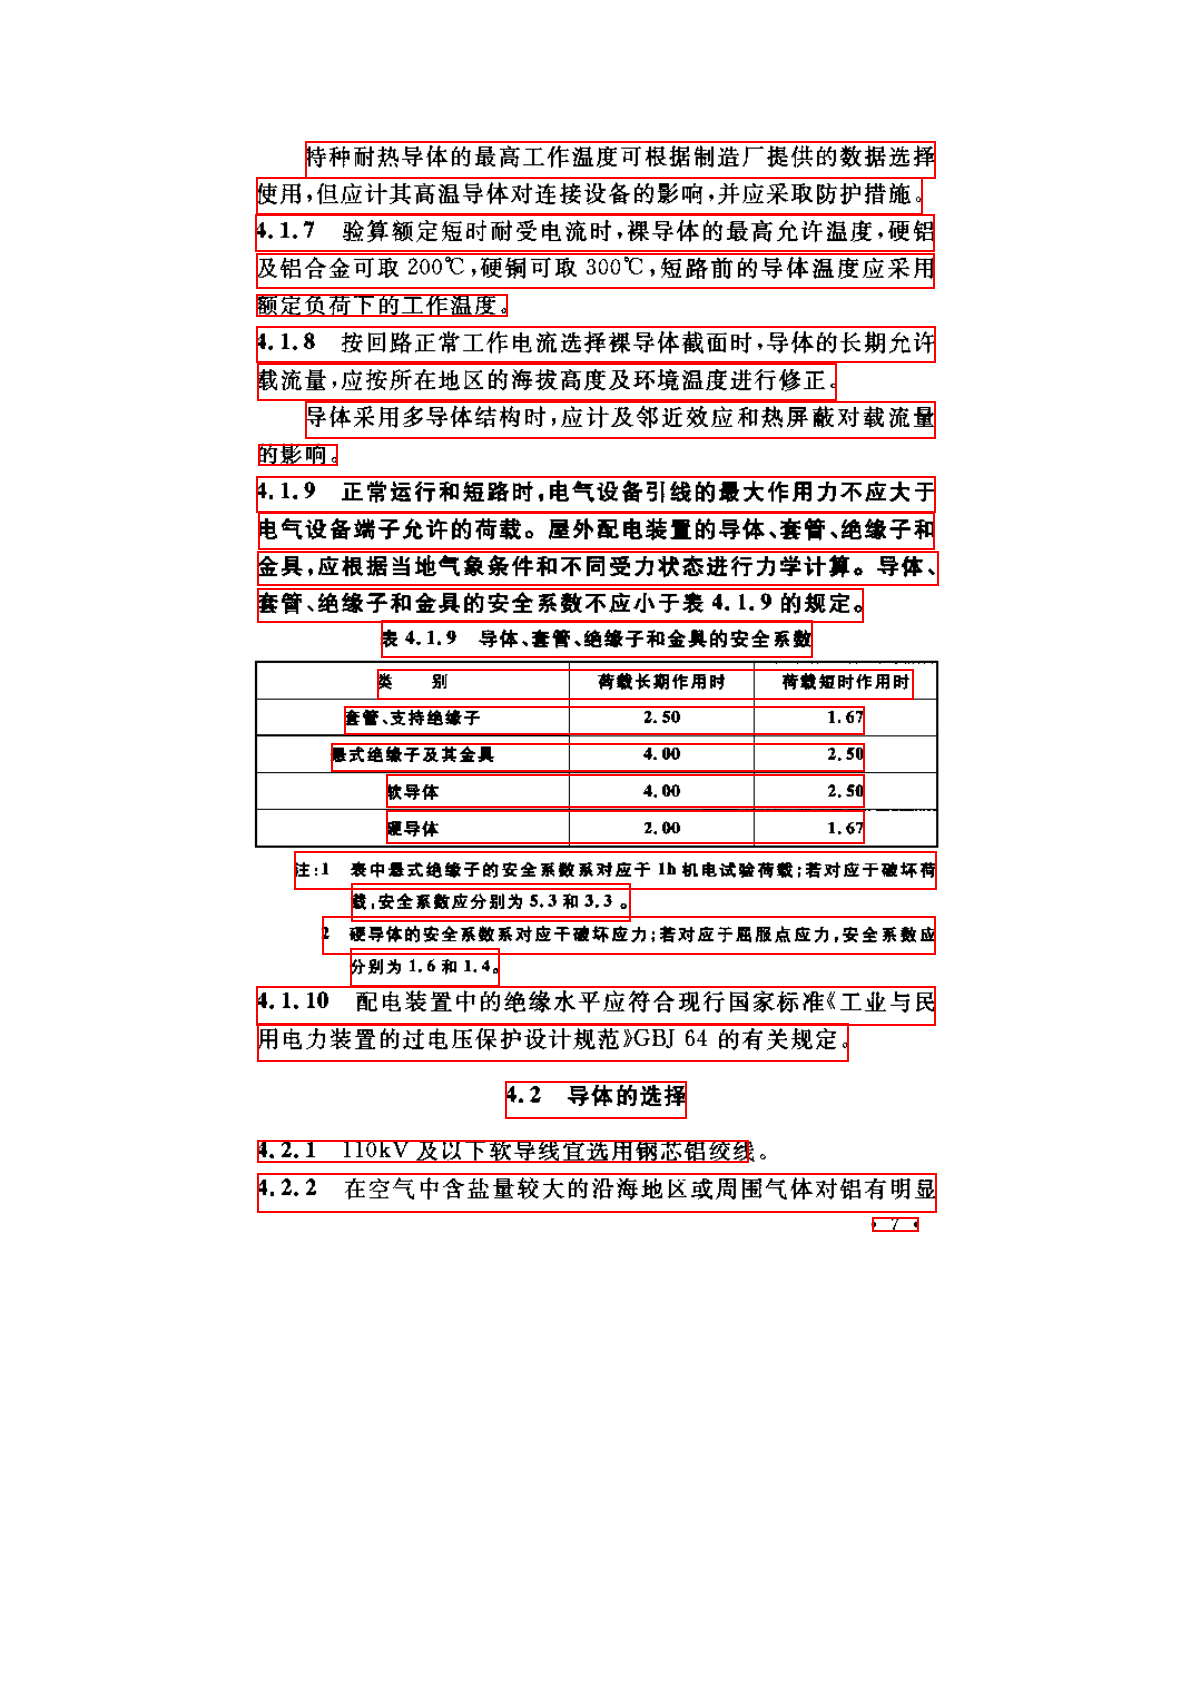 特种耐热导体的最高工作温度可根据制造厂提供的数据选择
使用,但应计其高温导体对连接设备的影响,并应采取防护措施。
4.1.7 验算额定短时耐受电流时,裸导体的最高允许温度,硬铝
及铝合金可取 200℃,硬铜可取 300℃,短路前的导体温度应采用
额定负荷下的工作温度。
4.1.8 按回路正常工作电流选择裸导体截面时,导体的长期允许
载流量,应按所在地区的海拔高度及环境温度进行修正。
导体采用多导体结构时,应计及邻近效应和热屏蔽对载流量
的影响。
4.1.9 正常运行和短路时,电气设备引线的最大作用力不应大于
电气设备端子允许的荷载。屋外配电装置的导体、套管、绝缘子和
金具,应根据当地气象条件和不同受力状态进行力学计算。导体、
套管、绝缘子和金具的安全系数不应小于表 4.1.9 的规定。
表 4.1.9 导体、套管、绝缘子和金具的安全系数
类 别 荷载长期作用时 荷载短时作用时
套管、支持绝缘子 2.50 1.67
悬式绝缘子及其金具 4.00 2.50
软导体 4.00 2.50
硬导体 2.00 1.67
注:1 表中悬式绝缘子的安全系数系对应于 1h 机电试验荷载;若对应于破坏荷
载,安全系数应分别为 5.3 和 3.3 。
2 硬导体的安全系数系对应于破坏应力;若对应于屈服点应力,安全系数应
分别为 1.6 和 1.4。
4.1.10 配电装置中的绝缘水平应符合现行国家标准《工业与民
用电力装置的过电压保护设计规范》GBJ 64 的有关规定。
4.2 导体的选择
4.2.1 110kV 及以下软导线宜选用钢芯铝绞线。
4.2.2 在空气中含盐量较大的沿海地区或周围气体对铝有明显
• 7 •